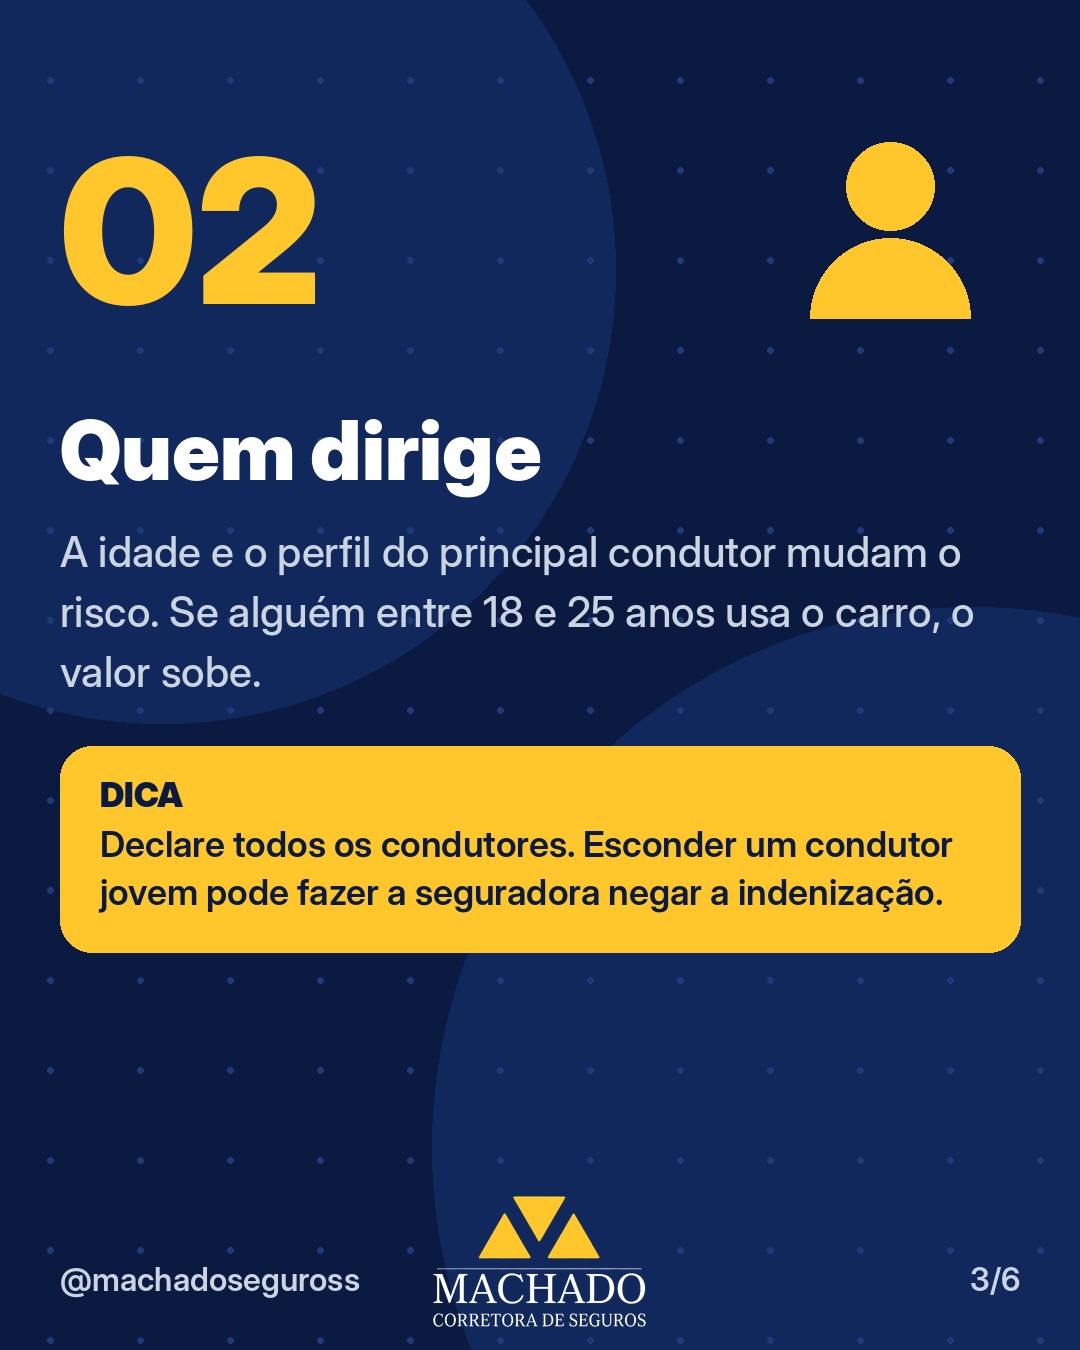 02
Quem dirige
A idade e o perfil do principal condutor mudam o
risco. Se alguém entre 18 e 25 anos usa o carro, o
valor sobe.
DICA
Declare todos os condutores. Esconder um condutor
jovem pode fazer a seguradora negar a indenização.
@machadoseguross
MACHADO
CORRETORA DE SEGUROS
3/6